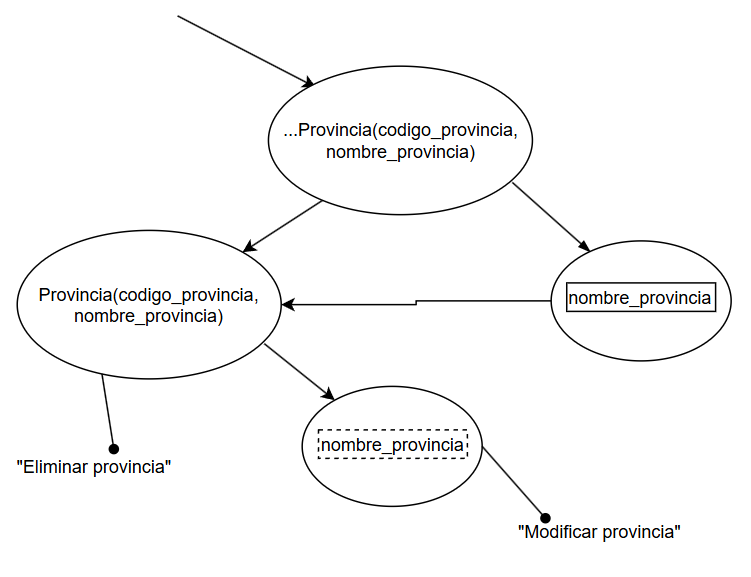 ...Provincia(codigo_provincia,
nombre_provincia)
Provincia(codigo_provincia,
nombre_provincia)
nombre_provincia
nombre_provincia
"Eliminar provincia"
"Modificar provincia"